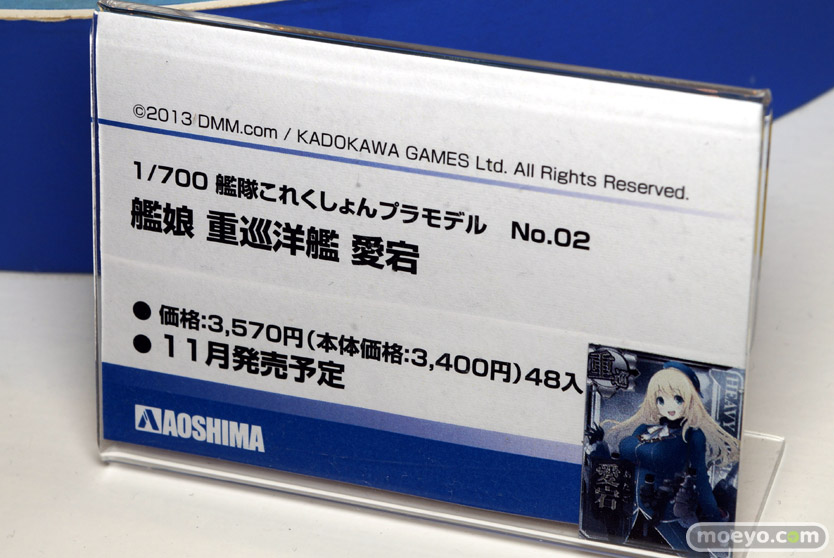 ©2013 DMM.com / KADOKAWA GAMES Ltd. All Rights Reserved.
1/700 艦隊これくしょんプラモデル No.02
艦娘 重巡洋艦 愛宕
● 価格:3,570円(本体価格:3,400円)48入
● 11月発売予定
AOSHIMA
重巡
HEAVY
愛宕
moeyo.com